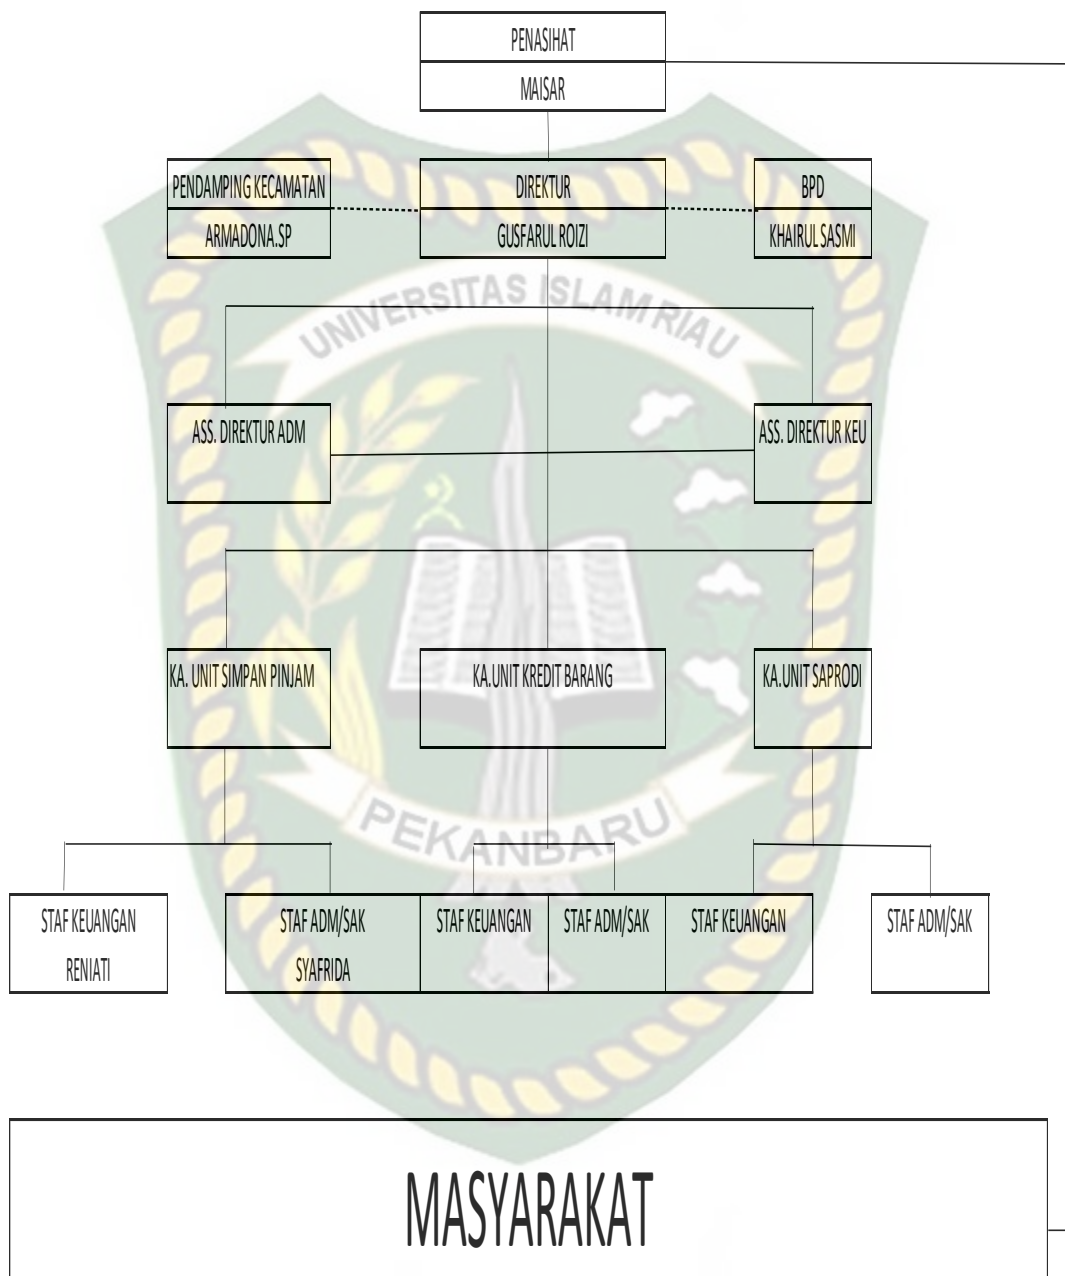 PENASIHAT
MAISAR
PENDAMPING KECAMATAN
DIREKTUR
BPD
ARMADONA.SP
GUSFARUL ROIZI
KHAIRUL SASMI
UNIVERSITAS ISLAM RIAU
ASS. DIREKTUR ADM
ASS. DIREKTUR KEU
KA. UNIT SIMPAN PINJAM
KA.UNIT KREDIT BARANG
KA.UNIT SAPRODI
PEKANBARU
STAF KEUANGAN
STAF ADM/SAK
STAF KEUANGAN
STAF ADM/SAK
STAF KEUANGAN
STAF ADM/SAK
RENIATI
SYAFRIDA
MASYARAKAT